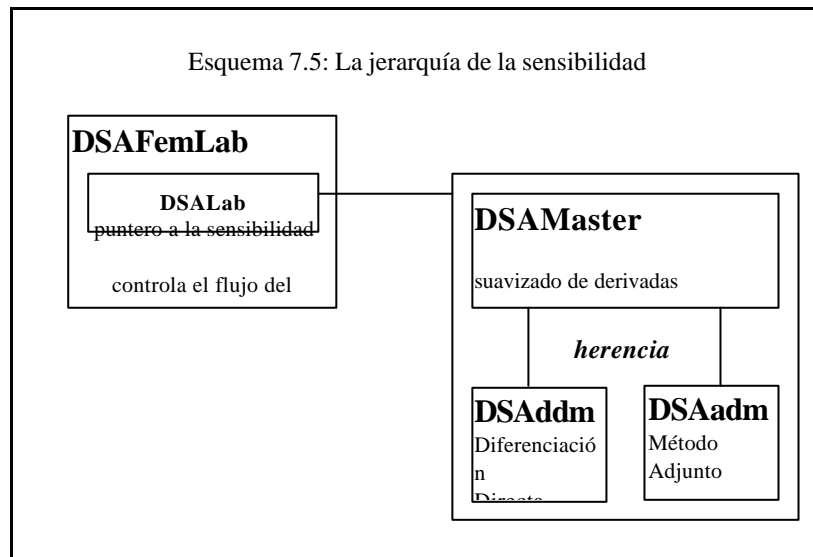 Esquema 7.5: La jerarquía de la sensibilidad
DSAFemLab
DSALab
puntero a la sensibilidad
controla el flujo del
DSAMaster
suavizado de derivadas
herencia
DSAddm
Diferenciació
n
Directa
DSAadm
Método
Adjunto